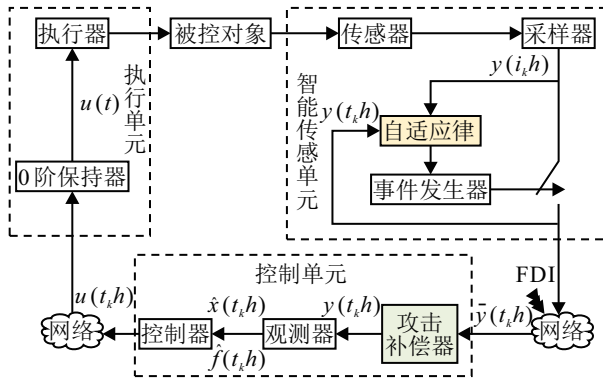 执行器
被控对象
传感器
采样器
执行单元
u(t)
0阶保持器
智能传感单元
y(i_k h)
y(t_k h)
自适应律
事件发生器
控制单元
FDI
u(t_k h)
x̂(t_k h)
y(t_k h)
ȳ(t_k h)
网络
控制器
观测器
攻击
补偿器
网络
f̂(t_k h)